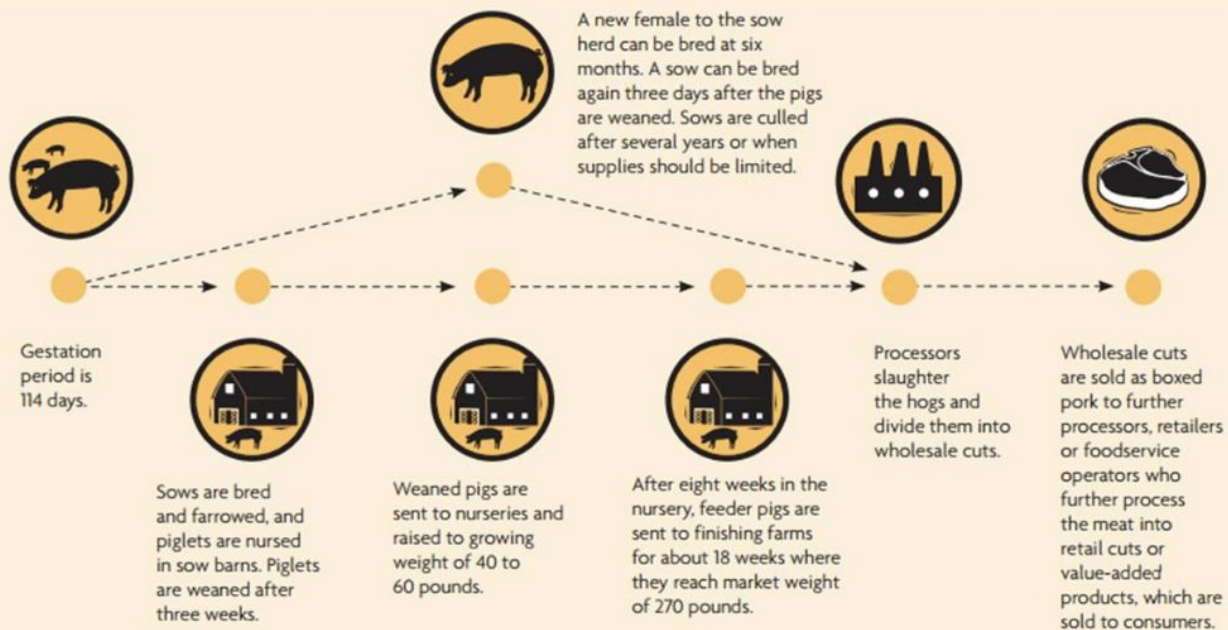 A new female to the sow
herd can be bred at six
months. A sow can be bred
again three days after the pigs
are weaned. Sows are culled
after several years or when
supplies should be limited.
Gestation
period is
114 days.
Sows are bred
and farrowed, and
piglets are nursed
in sow barns. Piglets
are weaned after
three weeks.
Weaned pigs are
sent to nurseries and
raised to growing
weight of 40 to
60 pounds.
After eight weeks in the
nursery, feeder pigs are
sent to finishing farms
for about 18 weeks where
they reach market weight
of 270 pounds.
Processors
slaughter
the hogs and
divide them into
wholesale cuts.
Wholesale cuts
are sold as boxed
pork to further
processors, retailers
or foodservice
operators who
further process
the meat into
retail cuts or
value-added
products, which are
sold to consumers.